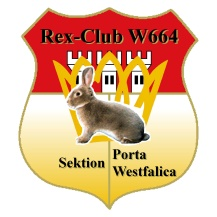 Rex-Club W664
Sektion Porta
Westfalica